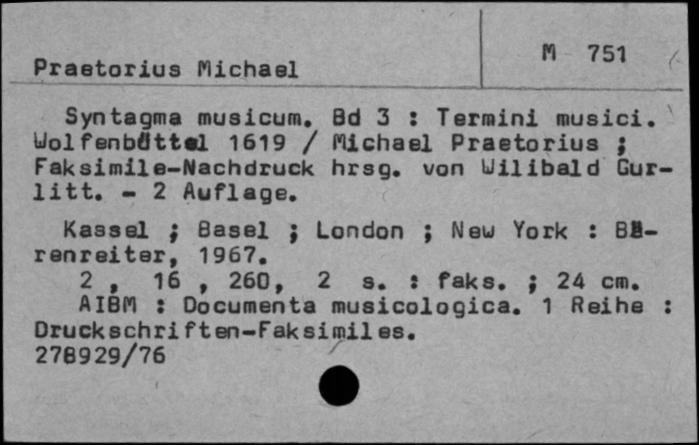 M 751
Praetorius Michael
Syntagma musicum. Bd 3 : Termini musici.
Wolfenbüttel 1619 / Michael Praetorius ;
Faksimile-Nachdruck hrsg. von Wilibald Gur-
litt. - 2 Auflage.
Kassel ; Basel ; London ; New York : Bä-
renreiter, 1967.
2 , 16 , 260, 2 s. : faks. ; 24 cm.
AIBM : Documenta musicologica. 1 Reihe :
Druckschriften-Faksimiles.
278929/76